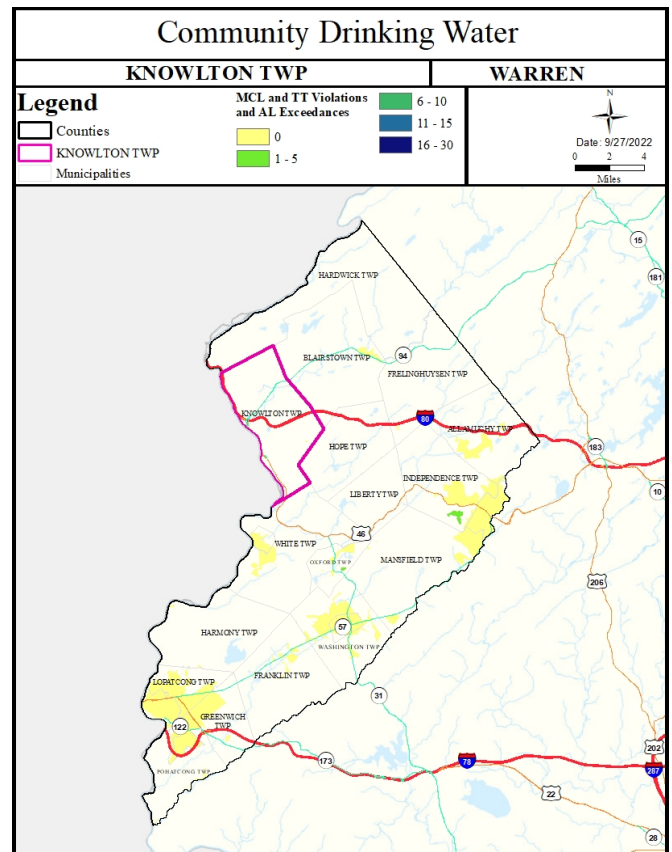 Community Drinking Water
KNOWLTON TWP
WARREN
Legend
Counties
KNOWLTON TWP
Municipalities
MCL and TT Violations
and AL Exceedances
0
1 - 5
6 - 10
11 - 15
16 - 30
N
Date: 9/27/2022
0 2 4
Miles
15
181
HARDWICK TWP
94
BLAIRSTOWN TWP
FRELINGHUYSEN TWP
KNOWLTON TWP
80
ALLAMUCHY TWP
HOPE TWP
183
INDEPENDENCE TWP
10
LIBERTY TWP
46
WHITE TWP
OXFORD TWP
MANSFIELD TWP
206
HARMONY TWP
57
WASHINGTON TWP
FRANKLIN TWP
LOPATCONG TWP
31
GREENWICH
TWP
122
202
173
78
POHATCONG TWP
287
22
28